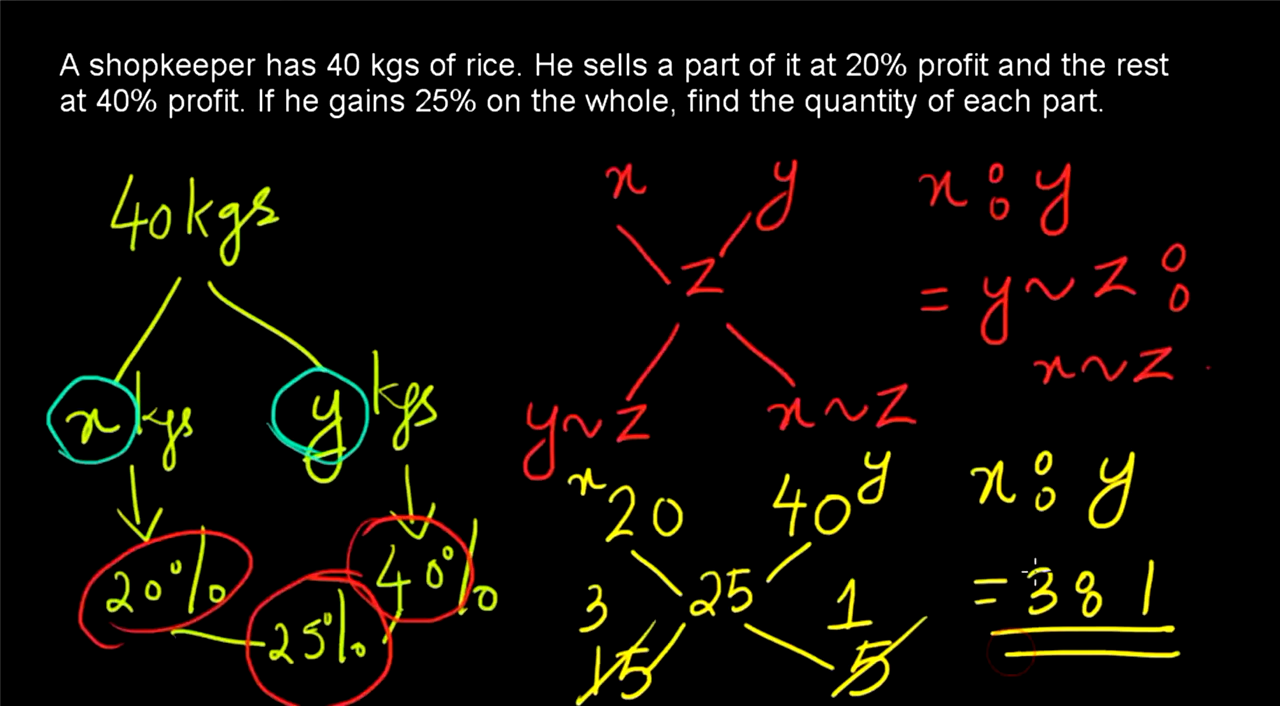 A shopkeeper has 40 kgs of rice. He sells a part of it at 20% profit and the rest
at 40% profit. If he gains 25% on the whole, find the quantity of each part.
40kgs
x kgs y kgs
20% 40%
25%
x y
z
y~z x~z
x : y
= y~z :
x~z
x 20 40 y
25
3 1
15 5
x : y
= 3 : 1